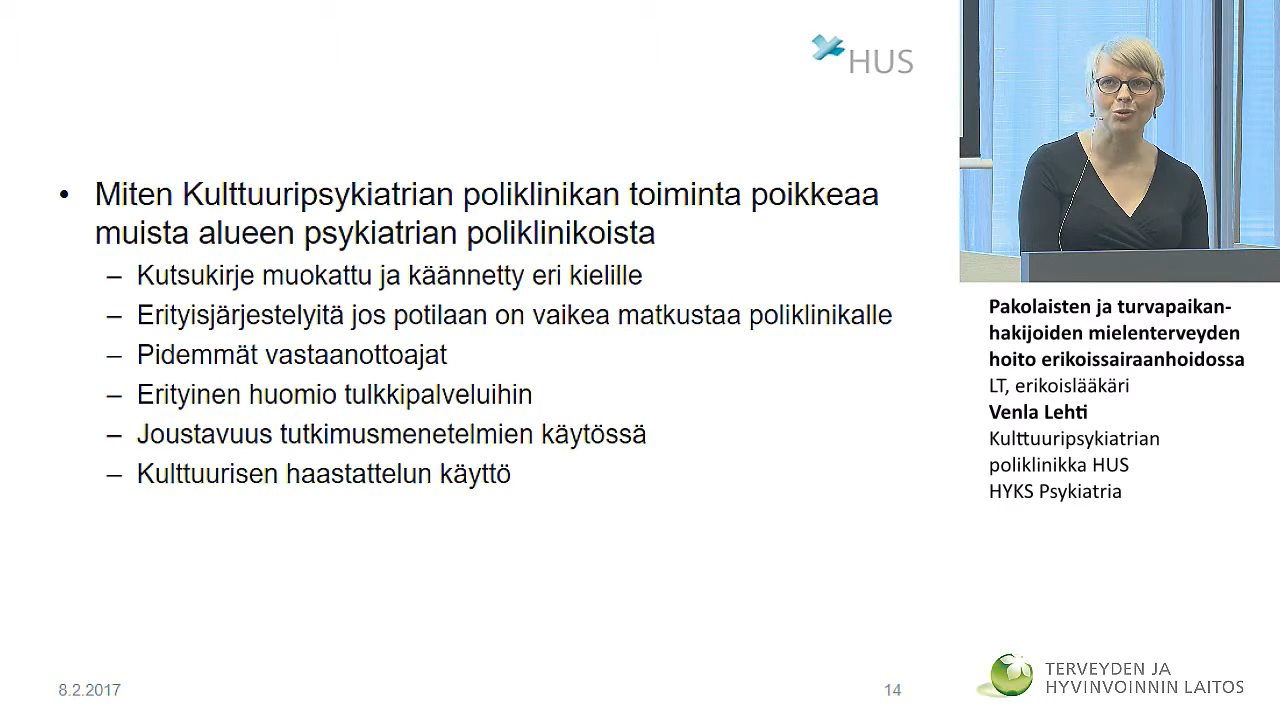 HUS
• Miten Kulttuuripsykiatrian poliklinikan toiminta poikkeaa
muista alueen psykiatrian poliklinikoista
– Kutsukirje muokattu ja käännetty eri kielille
– Erityisjärjestelyitä jos potilaan on vaikea matkustaa poliklinikalle
– Pidemmät vastaanottoajat
– Erityinen huomio tulkkipalveluihin
– Joustavuus tutkimusmenetelmien käytössä
– Kulttuurisen haastattelun käyttö
8.2.2017
14
Pakolaisten ja turvapaikan-
hakijoiden mielenterveyden
hoito erikoissairaanhoidossa
LT, erikoislääkäri
Venla Lehti
Kulttuuripsykiatrian
poliklinikka HUS
HYKS Psykiatria
TERVEYDEN JA
HYVINVOINNIN LAITOS